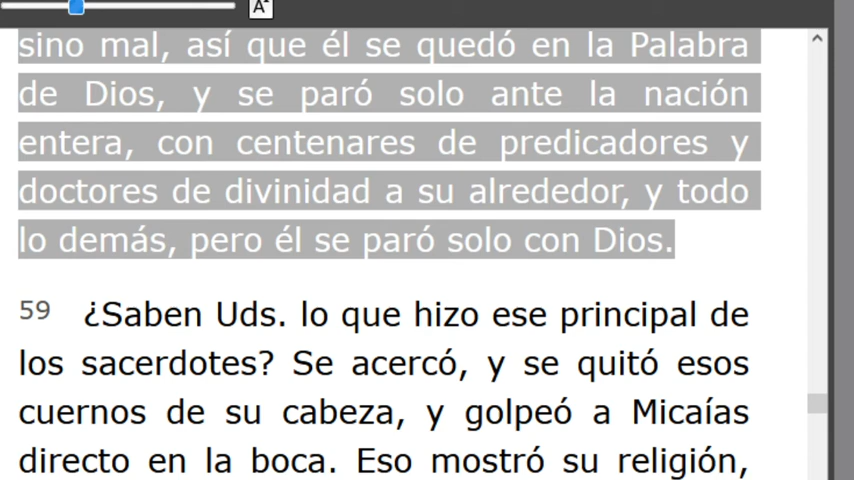 A
sino mal, así que él se quedó en la Palabra
de Dios, y se paró solo ante la nación
entera, con centenares de predicadores y
doctores de divinidad a su alrededor, y todo
lo demás, pero él se paró solo con Dios.
59 ¿Saben Uds. lo que hizo ese principal de
los sacerdotes? Se acercó, y se quitó esos
cuernos de su cabeza, y golpeó a Micaías
directo en la boca. Eso mostró su religión,